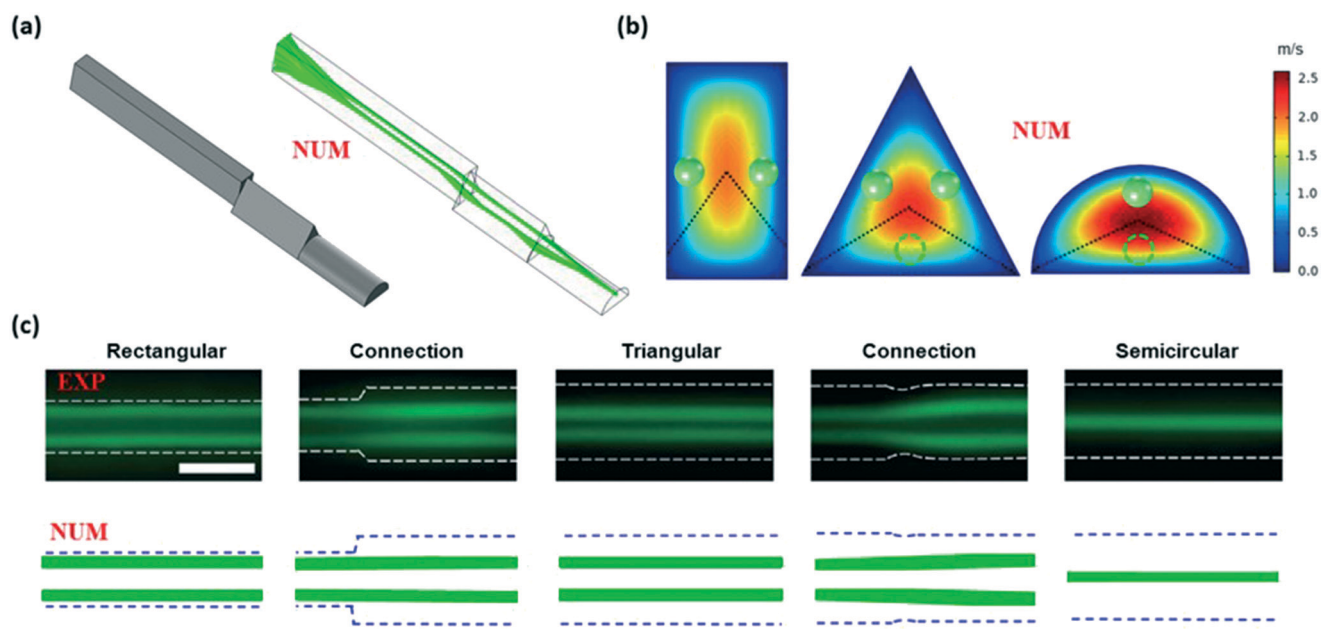 (a)
NUM
(b)
NUM
m/s
2.5
2.0
1.5
1.0
0.5
0.0
(c)
Rectangular
Connection
Triangular
Connection
Semicircular
EXP
NUM